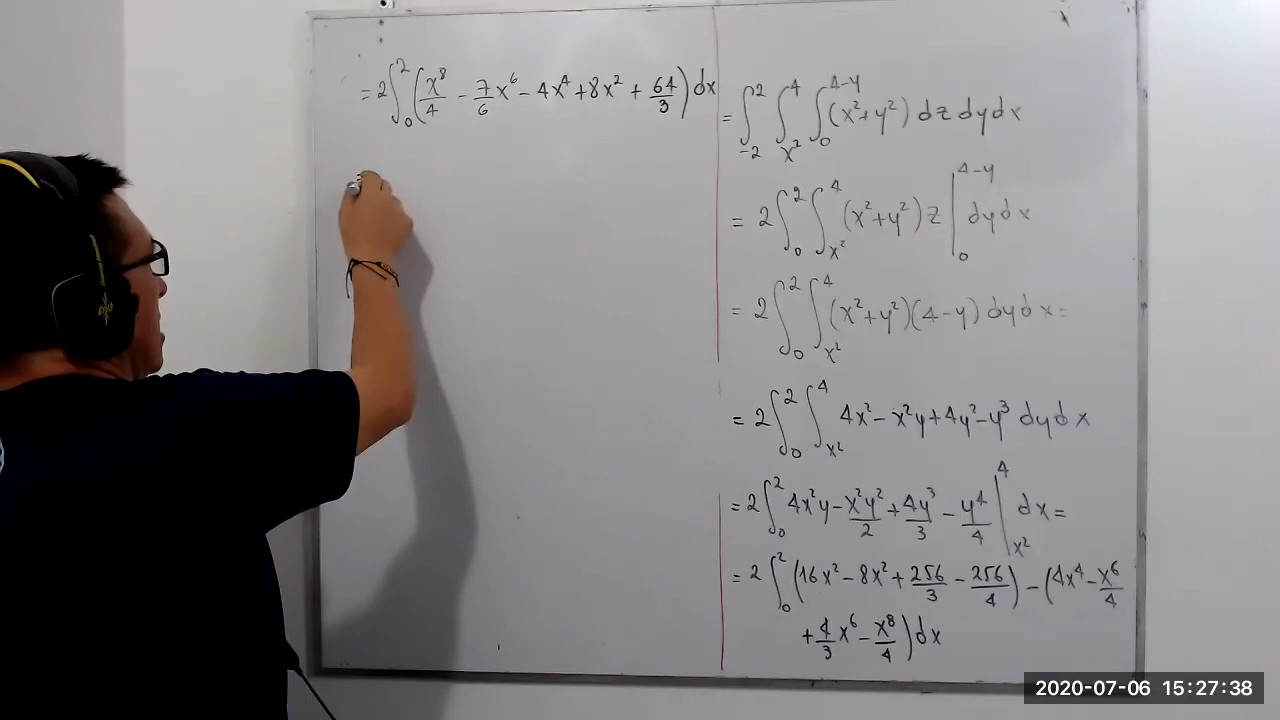 = 2∫₀² (x⁸/4 - 7/6 x⁶ - 4x⁴ + 8x² + 64/3) dx
= ∫₋₂² ∫ₓ²⁴ ∫₀⁴⁻ʸ (x²+y²) dz dy dx
= 2∫₀² ∫ₓ²⁴ (x²+y²) z |₀⁴⁻ʸ dy dx
= 2∫₀² ∫ₓ²⁴ (x²+y²)(4-y) dy dx =
= 2∫₀² ∫ₓ²⁴ 4x² - x²y + 4y² - y³ dy dx
= 2∫₀² 4x²y - x²y²/2 + 4y³/3 - y⁴/4 |ₓ²⁴ dx =
= 2∫₀² (16x² - 8x² + 256/3 - 256/4) - (4x⁴ - x⁶/4
+ 4/3 x⁶ - x⁸/4) dx
2020-07-06 15:27:38